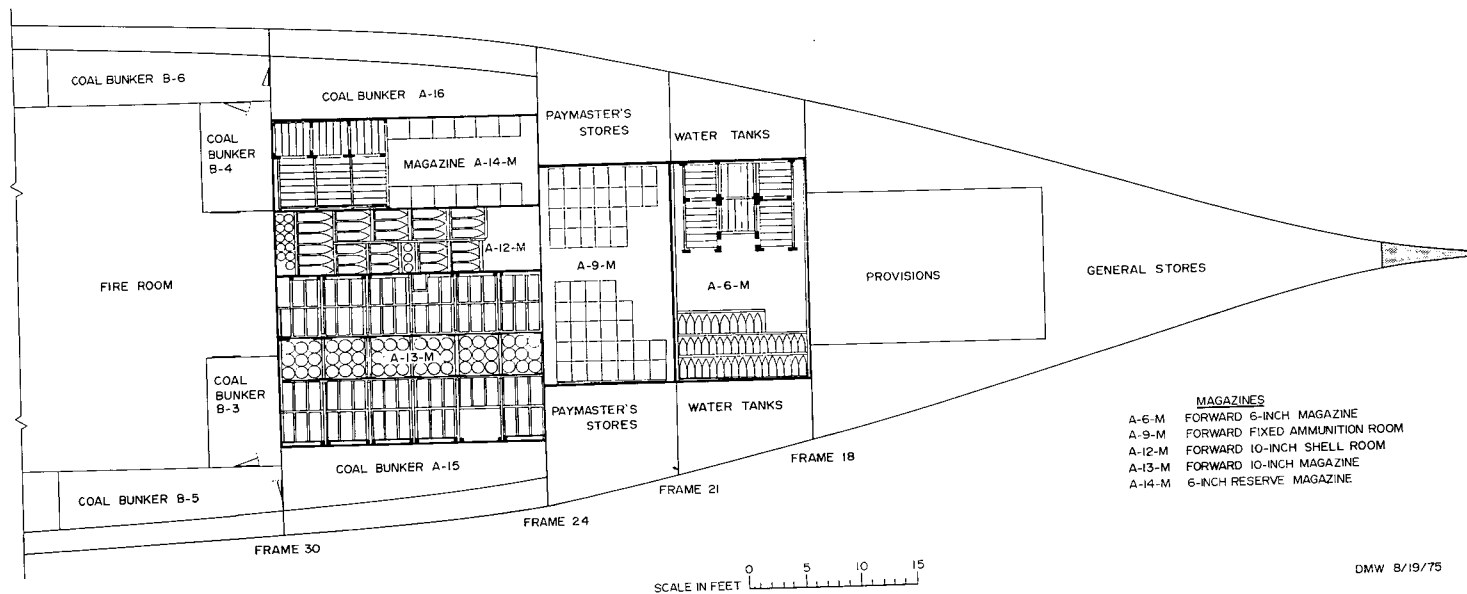 COAL BUNKER B-6
COAL BUNKER A-16
COAL
BUNKER
B-4
MAGAZINE A-14-M
PAYMASTER'S
STORES
WATER TANKS
A-12-M
FIRE ROOM
A-9-M
A-6-M
PROVISIONS
GENERAL STORES
A-13-M
COAL
BUNKER
B-3
PAYMASTER'S
STORES
WATER TANKS
COAL BUNKER A-15
COAL BUNKER B-5
FRAME 18
FRAME 21
FRAME 24
FRAME 30
MAGAZINES
A-6-M FORWARD 6-INCH MAGAZINE
A-9-M FORWARD FIXED AMMUNITION ROOM
A-12-M FORWARD 10-INCH SHELL ROOM
A-13-M FORWARD 10-INCH MAGAZINE
A-14-M 6-INCH RESERVE MAGAZINE
SCALE IN FEET 0 5 10 15
DMW 8/19/75